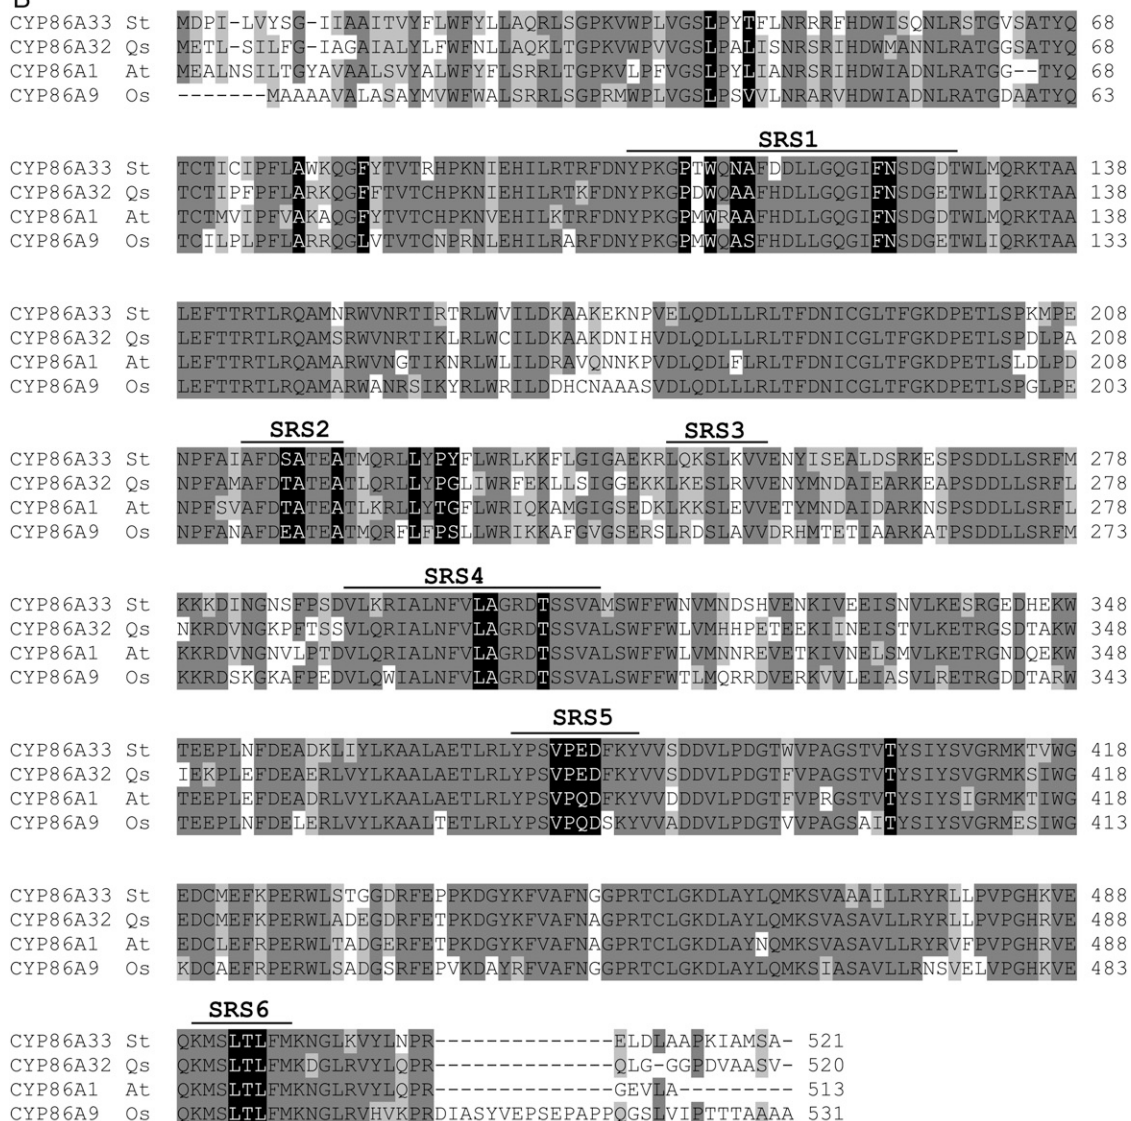 B
CYP86A33 St MDPI-LVYSG-IIAAITVYFLWFYLLAQRLSGPKVWPLVGSLPYTFLNRRRFHDWISQNLRSTGVSATYQ 68
CYP86A32 Qs METL-SILFG-IAGAIALYLFWFNLLAQKLTGPKVWPVVGSLPALISNRSRIHDWMANNLRATGGSATYQ 68
CYP86A1 At MEALNSILTGYAVAALSVYALWFYFLSRRLTGPKVLPFVGSLPYLIANRSRIHDWIADNLRATGG--TYQ 68
CYP86A9 Os -------MAAAAVALASAYMVWFWALSRRLSGPRMWPLVGSLPSVVLNRARVHDWIADNLRATGDAATYQ 63
SRS1
CYP86A33 St TCTICIPFLAWKQGFYTVTRHPKNIEHILRTRFDNYPKGPTWQNAFDDLLGQGIFNSDGDTWLMQRKTAA 138
CYP86A32 Qs TCTIPFPFLARKQGFFTVTCHPKNIEHILRTKFDNYPKGPDWQAAFHDLLGQGIFNSDGDTWLIQRKTAA 138
CYP86A1 At TCTMVIPFVAKAQGFYTVTCHPKNVEHILKTRFDNYPKGPMWRAAFHDLLGQGIFNSDGDTWLMQRKTAA 138
CYP86A9 Os TCILPLPFLARRQGLVTVTCNPRNLEHILRARFDNYPKGPMWQASFHDLLGQGIFNSDGETWLIQRKTAA 133
CYP86A33 St LEFTTRTLRQAMNRWVNRTIRTRLWVILDKAAKEKNPVELQDLLLRLTFDNICGLTFGKDPETLSPKMPE 208
CYP86A32 Qs LEFTTRTLRQAMSRWVNRTIKLRLWCILDKAAKDNIHVDLQDLLLRLTFDNICGLTFGKDPETLSPDLPA 208
CYP86A1 At LEFTTRTLRQAMARWVNGTIKNRLWLILDRAVQNNKPVDLQDLFLRLTFDNICGLTFGKDPETLSLDLPD 208
CYP86A9 Os LEFTTRTLRQAMARWANRSIKYRLWRILDDHCNAAASVDLQDLLLRLTFDNICGLTFGKDPETLSPGLPE 203
SRS2 SRS3
CYP86A33 St NPFAIAFDSATEATMQRLLYPYFLWRLKKFLGIGAEKRLQKSLKVVENYISEALDSRKESPSDDLLSRFM 278
CYP86A32 Qs NPFAMAFDTATEATLQRLLYPGLIWRFEKLLSIGGEKKLKESLRVVENYMNDAIEARKEAPSDDLLSRFL 278
CYP86A1 At NPFSVAFDTATEATLKRLLYTGFLWRIQKAMGIGSEDKLKKSLEVVETYMNDAIDARKNSPSDDLLSRFL 278
CYP86A9 Os NPFANAFDEATEATMQRFLFPSLLWRIKKAFGVGSERSLRDSLAVVDRHMTETIAARKATPSDDLLSRFM 273
SRS4
CYP86A33 St KKKDINGNSFPSDVLKRIALNFVLAGRDTSSVAMSWFFWNVMNDSHVENKIVEEISNVLKESRGEDHEKW 348
CYP86A32 Qs NKRDVNGKPFTSSVLQRIALNFVLAGRDTSSVALSWFFWLVMHHPETEEKIINEISTVLKETRGSDTAKW 348
CYP86A1 At KKRDVNGNVLPTDVLQRIALNFVLAGRDTSSVALSWFFWLVMNNREVETKIVNELSMVLKETRGNDQEKW 348
CYP86A9 Os KKRDSKGKAFPEDVLQWIALNFVLAGRDTSSVALSWFFWTLMQRRDVERKVVLEIASVLRETRGDDTARW 343
SRS5
CYP86A33 St TEEPLNFDEADKLIYLKAALAETLRLYPSVPEDFKYVVSDDVLPDGTWVPAGSTVTYSIYSVGRMKTVWG 418
CYP86A32 Qs IEKPLEFDEAERLVYLKAALAETLRLYPSVPEDFKYVVSDDVLPDGTFVPAGSTVTYSIYSVGRMKSIWG 418
CYP86A1 At TEEPLEFDEADRLVYLKAALAETLRLYPSVPQDFKYVVDDDVLPDGTFVPRGSTVTYSIYSIGRMKTIWG 418
CYP86A9 Os TEEPLNFDELERLVYLKAALTETLRLYPSVPQDSKYVVADDVLPDGTVVPAGSAITYSIYSVGRMESIWG 413
CYP86A33 St EDCMEFKPERWLSTGGDRFEPPKDGYKFVAFNGGPRTCLGKDLAYLQMKSVAAAILLRYRLLPVPGHKVE 488
CYP86A32 Qs EDCMEFKPERWLADEGDRFETPKDGYKFVAFNAGPRTCLGKDLAYLQMKSVASAVLLRYRLLPVPGHKVE 488
CYP86A1 At EDCLEFRPERWLTADGERFETPKDGYKFVAFNAGPRTCLGKDLAYNQMKSVASAVLLRYRVFPVPGHRVE 488
CYP86A9 Os KDCAEFRPERWLSADGSRFEPVKDAYRFVAFNGGPRTCLGKDLAYLQMKSIASAVLLRNSVELVPGHKVE 483
SRS6
CYP86A33 St QKMSLTLFMKNGLKVYLNPR--------------ELDLAAPKIAMSA- 521
CYP86A32 Qs QKMSLTLFMKDGLRVYLQPR--------------QLG-GGPDVAASV- 520
CYP86A1 At QKMSLTLFMKNGLRVYLQPR--------------GEVLA--------- 513
CYP86A9 Os QKMSLTLFMKNGLRVHVKPRDIASYVEPSEPAPPQGSLVIPTTTAAAA 531